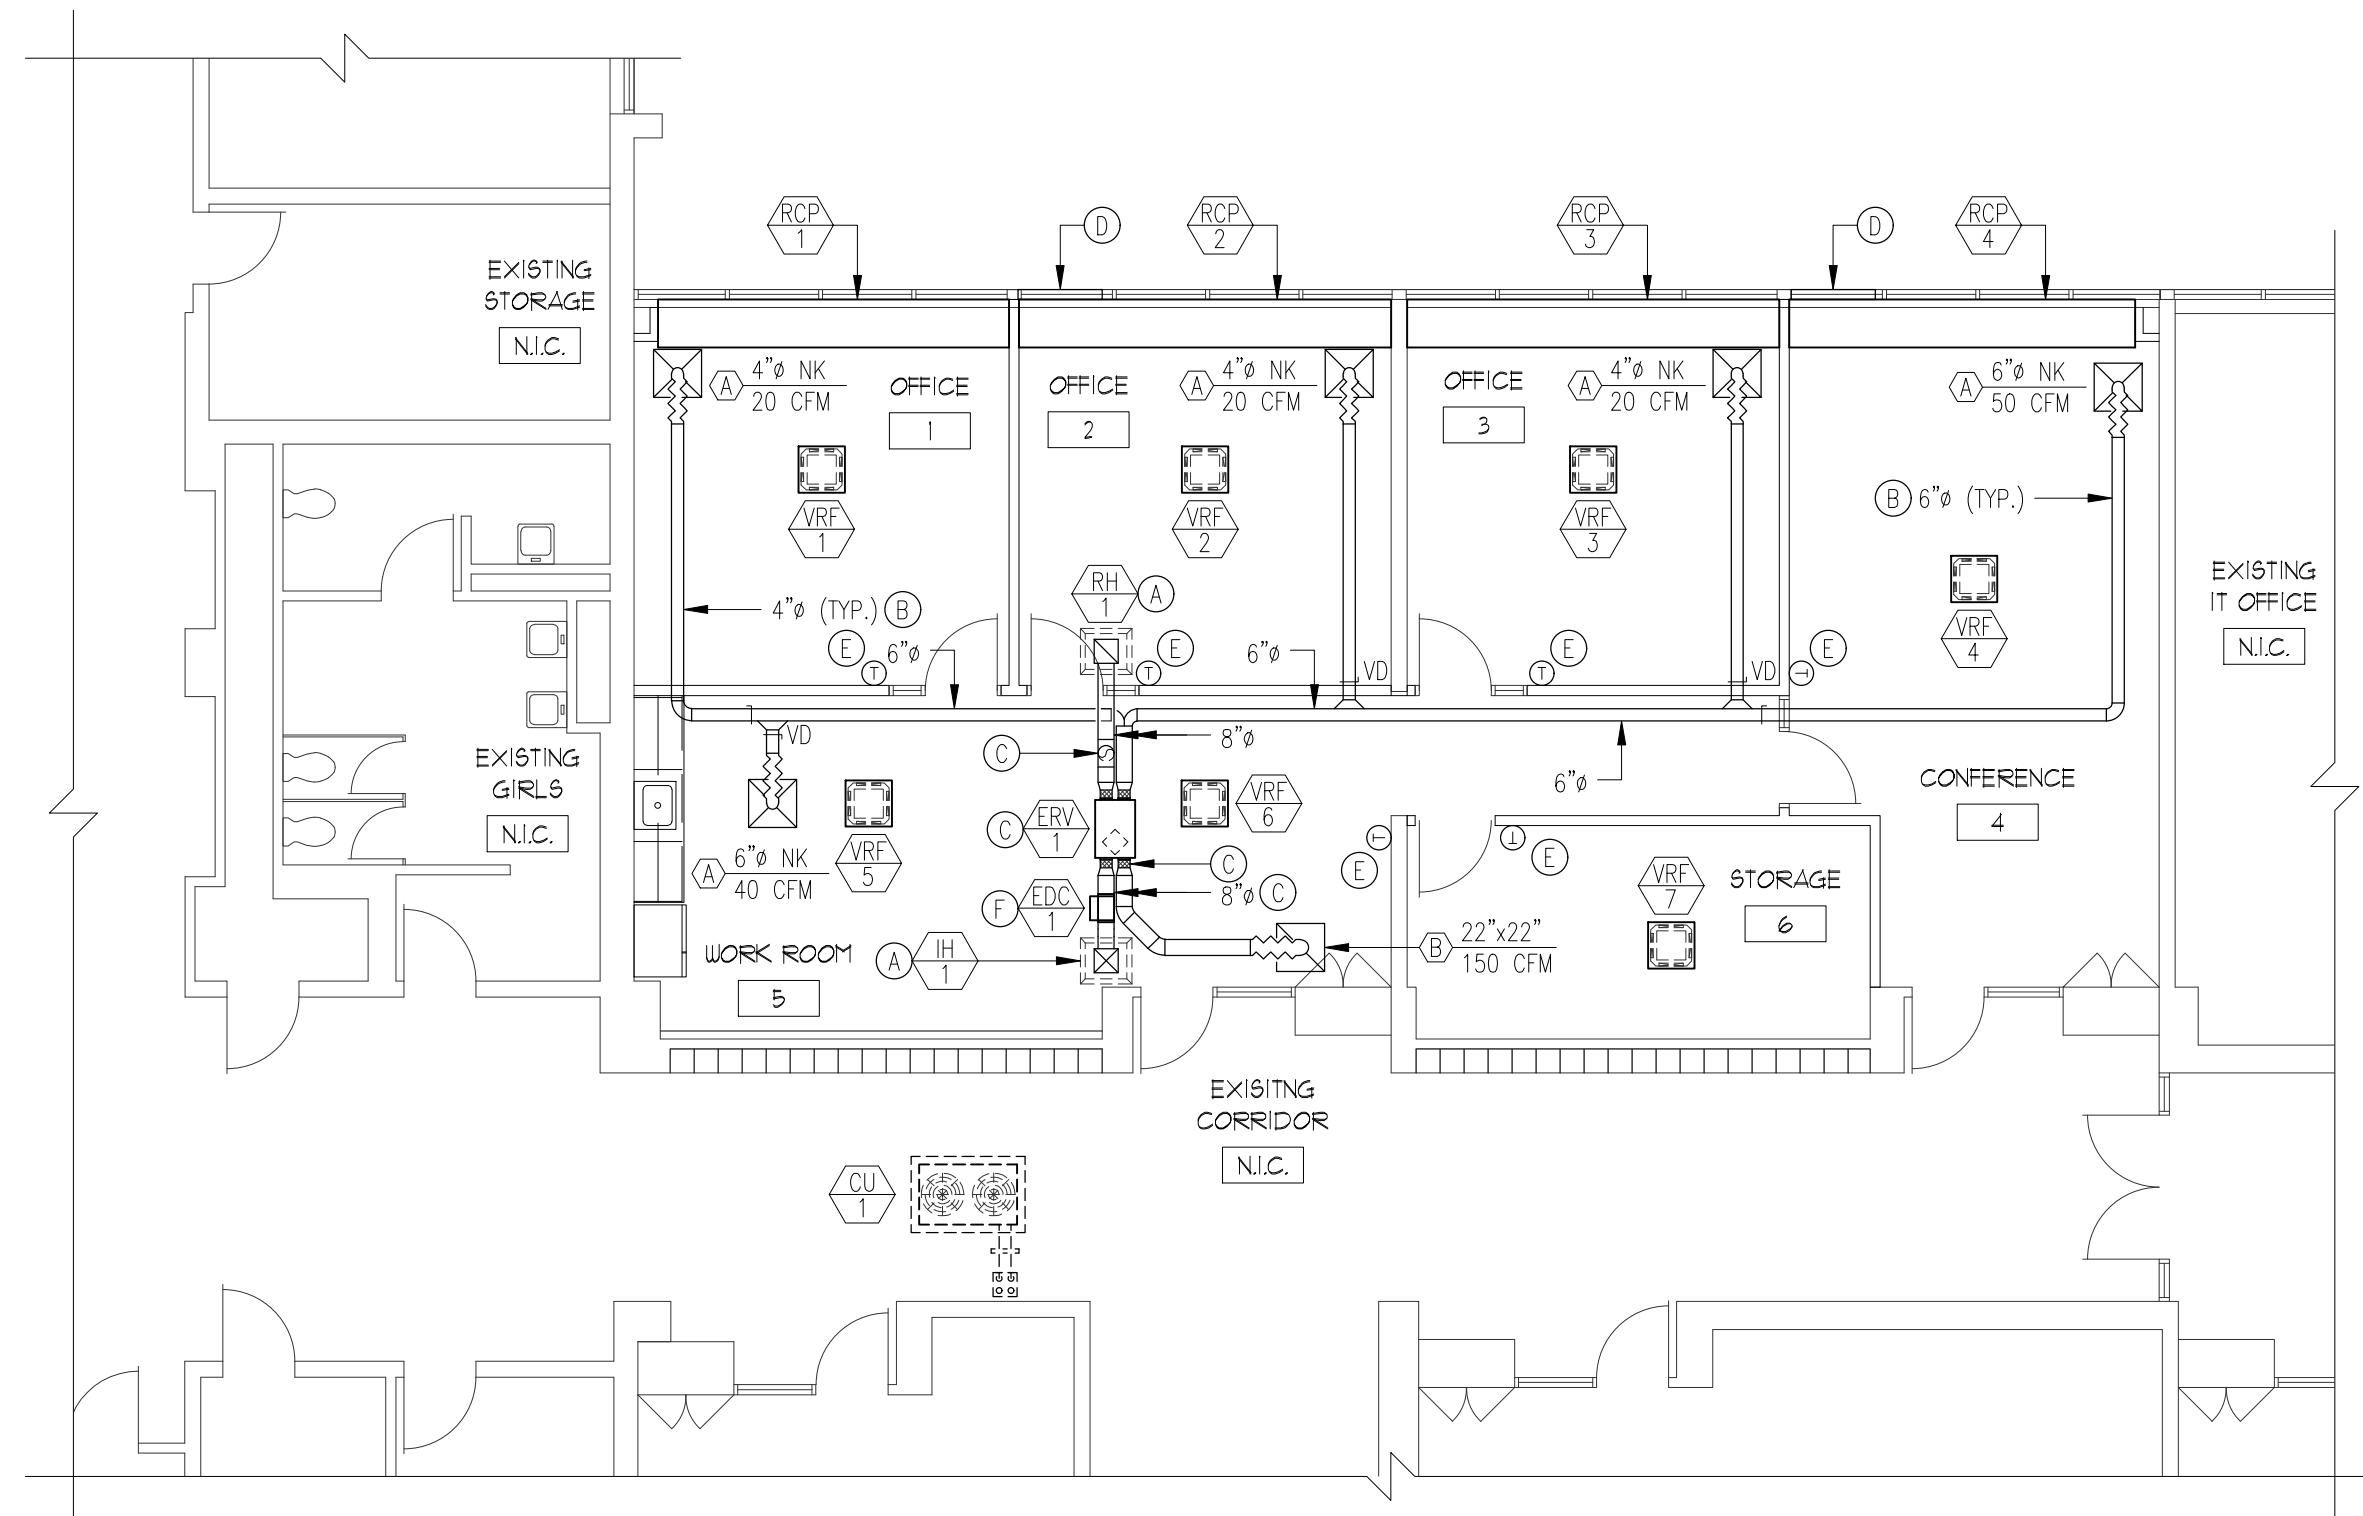 RCP
1
D
RCP
2
RCP
3
D
RCP
4
EXISTING
STORAGE
N.I.C.
A 4"ø NK
20 CFM
OFFICE
1
OFFICE
2
A 4"ø NK
20 CFM
OFFICE
3
A 4"ø NK
20 CFM
A 6"ø NK
50 CFM
VRF
1
VRF
2
VRF
3
B 6"ø (TYP.)
VRF
4
EXISTING
IT OFFICE
N.I.C.
4"ø (TYP.) B
RH
1
A
E
T
6"ø
E
T
6"ø
VD
E
T
VD
E
T
VD
C
S
8"ø
6"ø
EXISTING
GIRLS
N.I.C.
CONFERENCE
4
A 6"ø NK
40 CFM
VRF
5
C
ERV
1
VRF
6
C
T
E
T
E
VRF
7
STORAGE
6
F
EDC
1
8"ø C
WORK ROOM
5
A
IH
1
B 22"x22"
150 CFM
EXISITNG
CORRIDOR
N.I.C.
CU
1